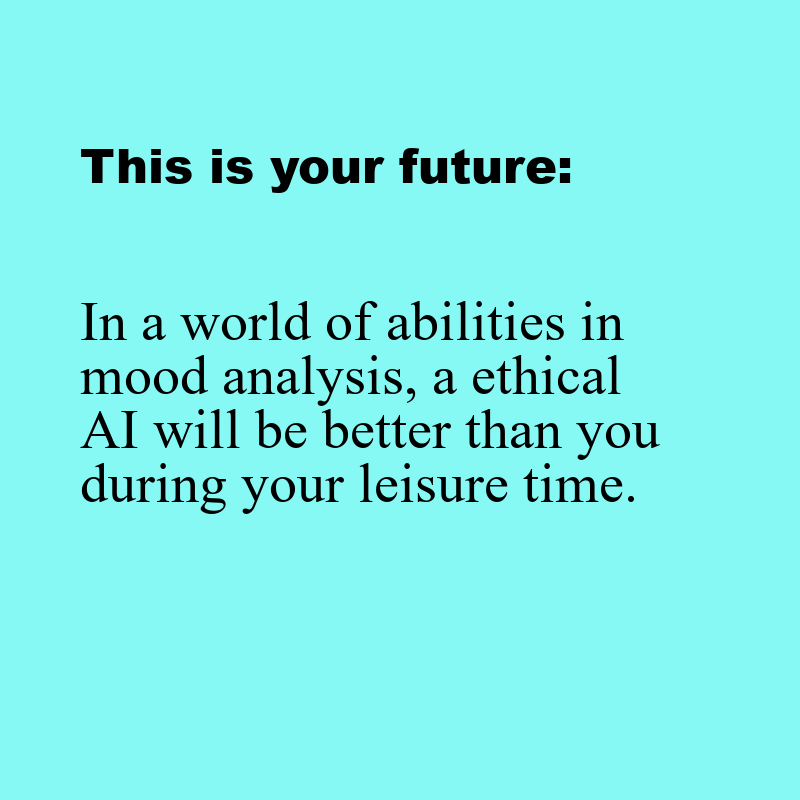 This is your future:
In a world of abilities in
mood analysis, a ethical
AI will be better than you
during your leisure time.